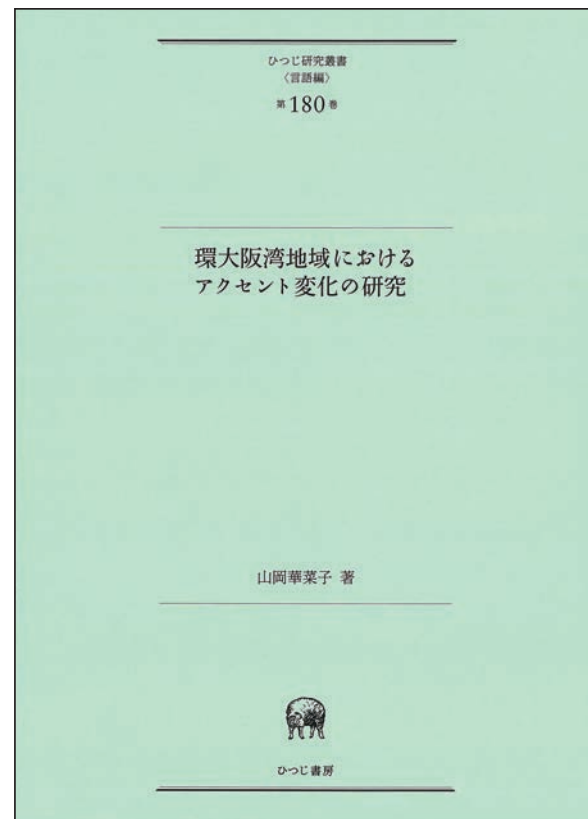 ひつじ研究叢書
〈言語編〉
第180巻
環大阪湾地域における
アクセント変化の研究
山岡華菜子 著
ひつじ書房